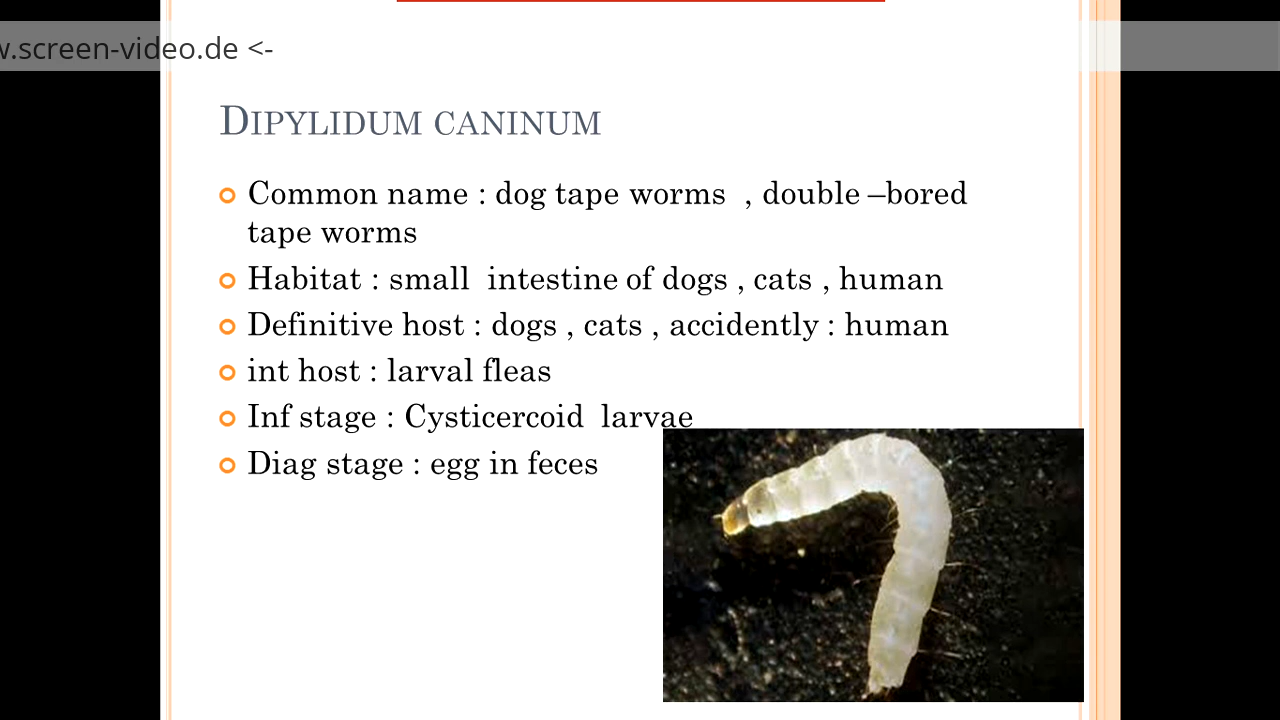 w.screen-video.de <-
DIPYLIDUM CANINUM
Common name : dog tape worms , double –bored
tape worms
Habitat : small intestine of dogs , cats , human
Definitive host : dogs , cats , accidently : human
int host : larval fleas
Inf stage : Cysticercoid larvae
Diag stage : egg in feces